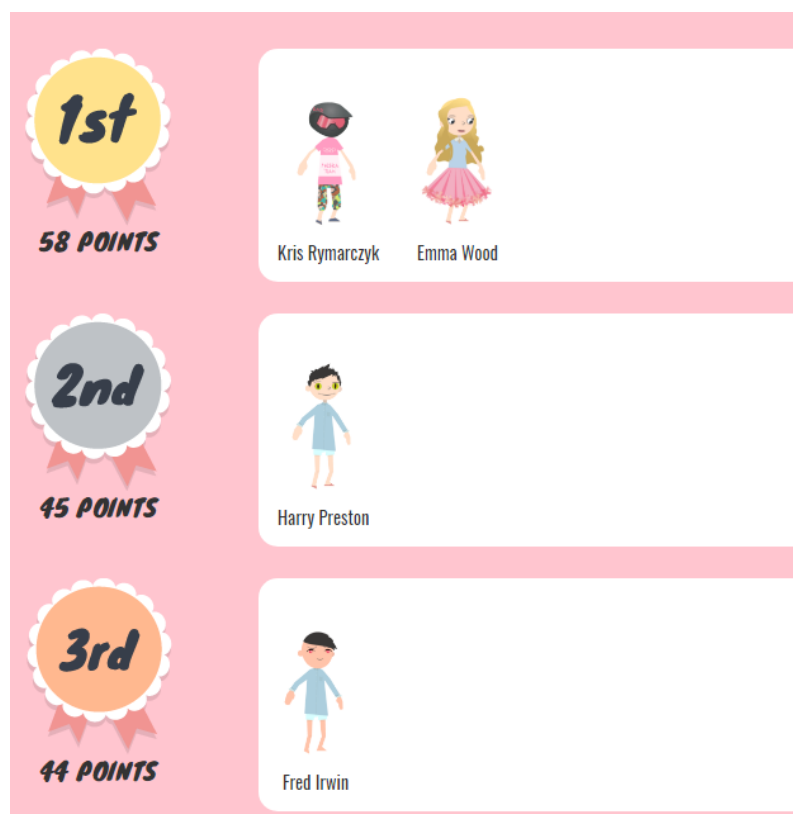 1st
58 POINTS
Kris Rymarczyk
Emma Wood
2nd
45 POINTS
Harry Preston
3rd
44 POINTS
Fred Irwin